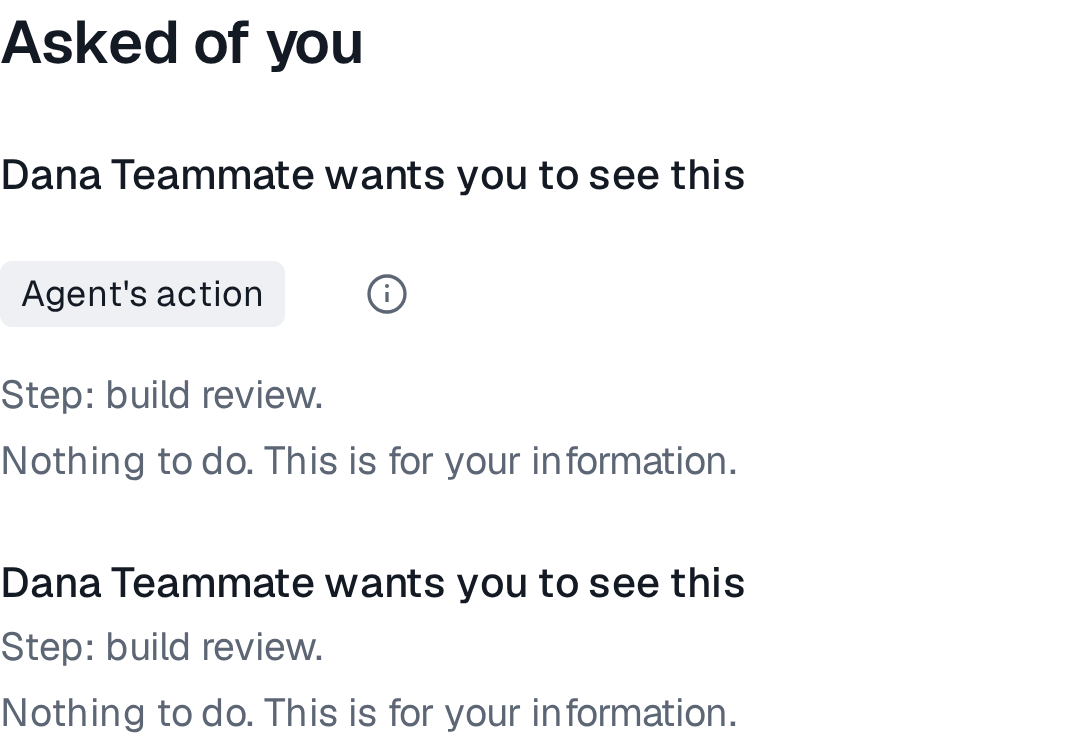 Asked of you
Dana Teammate wants you to see this
Agent's action
Step: build review.
Nothing to do. This is for your information.
Dana Teammate wants you to see this
Step: build review.
Nothing to do. This is for your information.